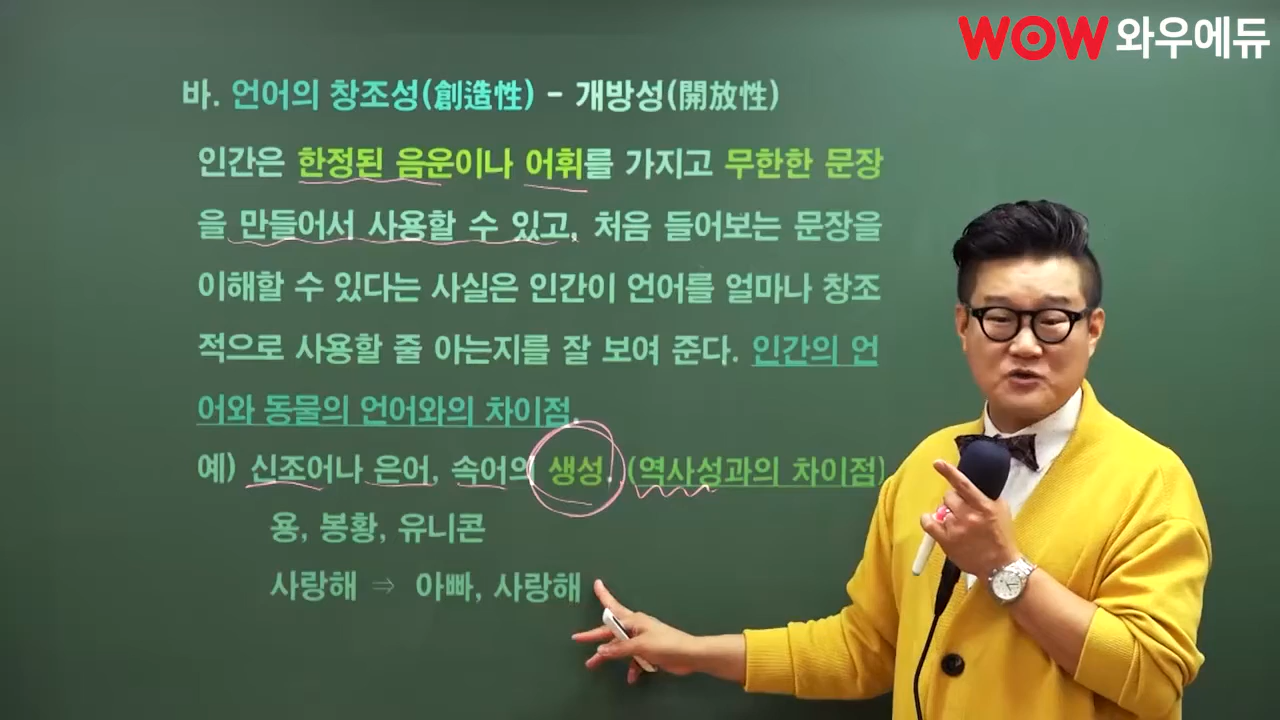 WOW 와우에듀
바. 언어의 창조성(創造性) - 개방성(開放性)
인간은 한정된 음운이나 어휘를 가지고 무한한 문장
을 만들어서 사용할 수 있고, 처음 들어보는 문장을
이해할 수 있다는 사실은 인간이 언어를 얼마나 창조
적으로 사용할 줄 아는지를 잘 보여 준다. 인간의 언
어와 동물의 언어와의 차이점.
예) 신조어나 은어, 속어의 생성. (역사성과의 차이점)
용, 봉황, 유니콘
사랑해 ⇒ 아빠, 사랑해